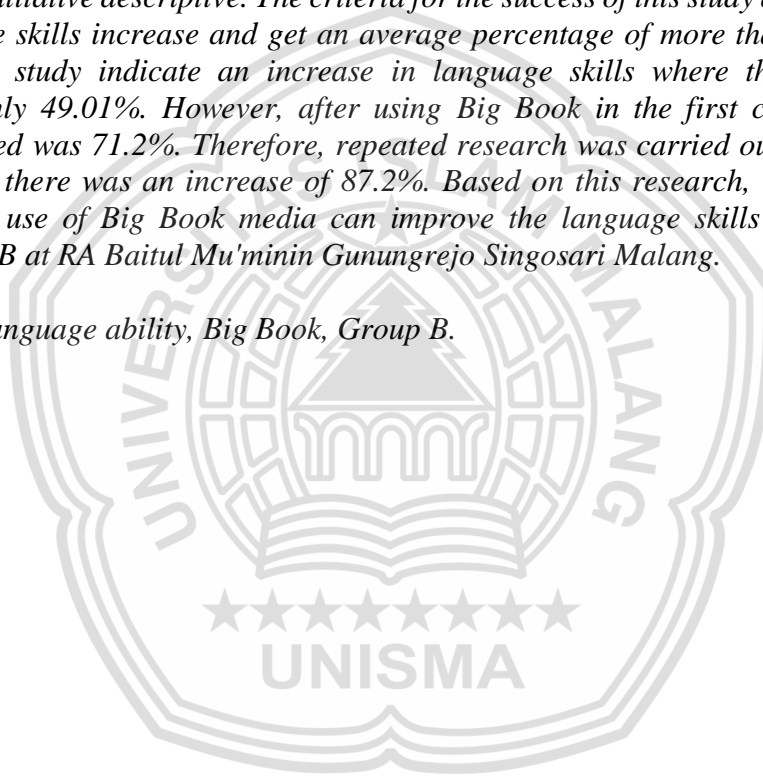 itative descriptive. The criteria for the success of this study
e skills increase and get an average percentage of more tha
study indicate an increase in language skills where th
ly 49.01%. However, after using Big Book in the first c
ed was 71.2%. Therefore, repeated research was carried ou
there was an increase of 87.2%. Based on this research,
use of Big Book media can improve the language skills
B at RA Baitul Mu'minin Gunungrejo Singosari Malang.
nguage ability, Big Book, Group B.
UNIVERSITAS ISLAM MALANG
UNISMA